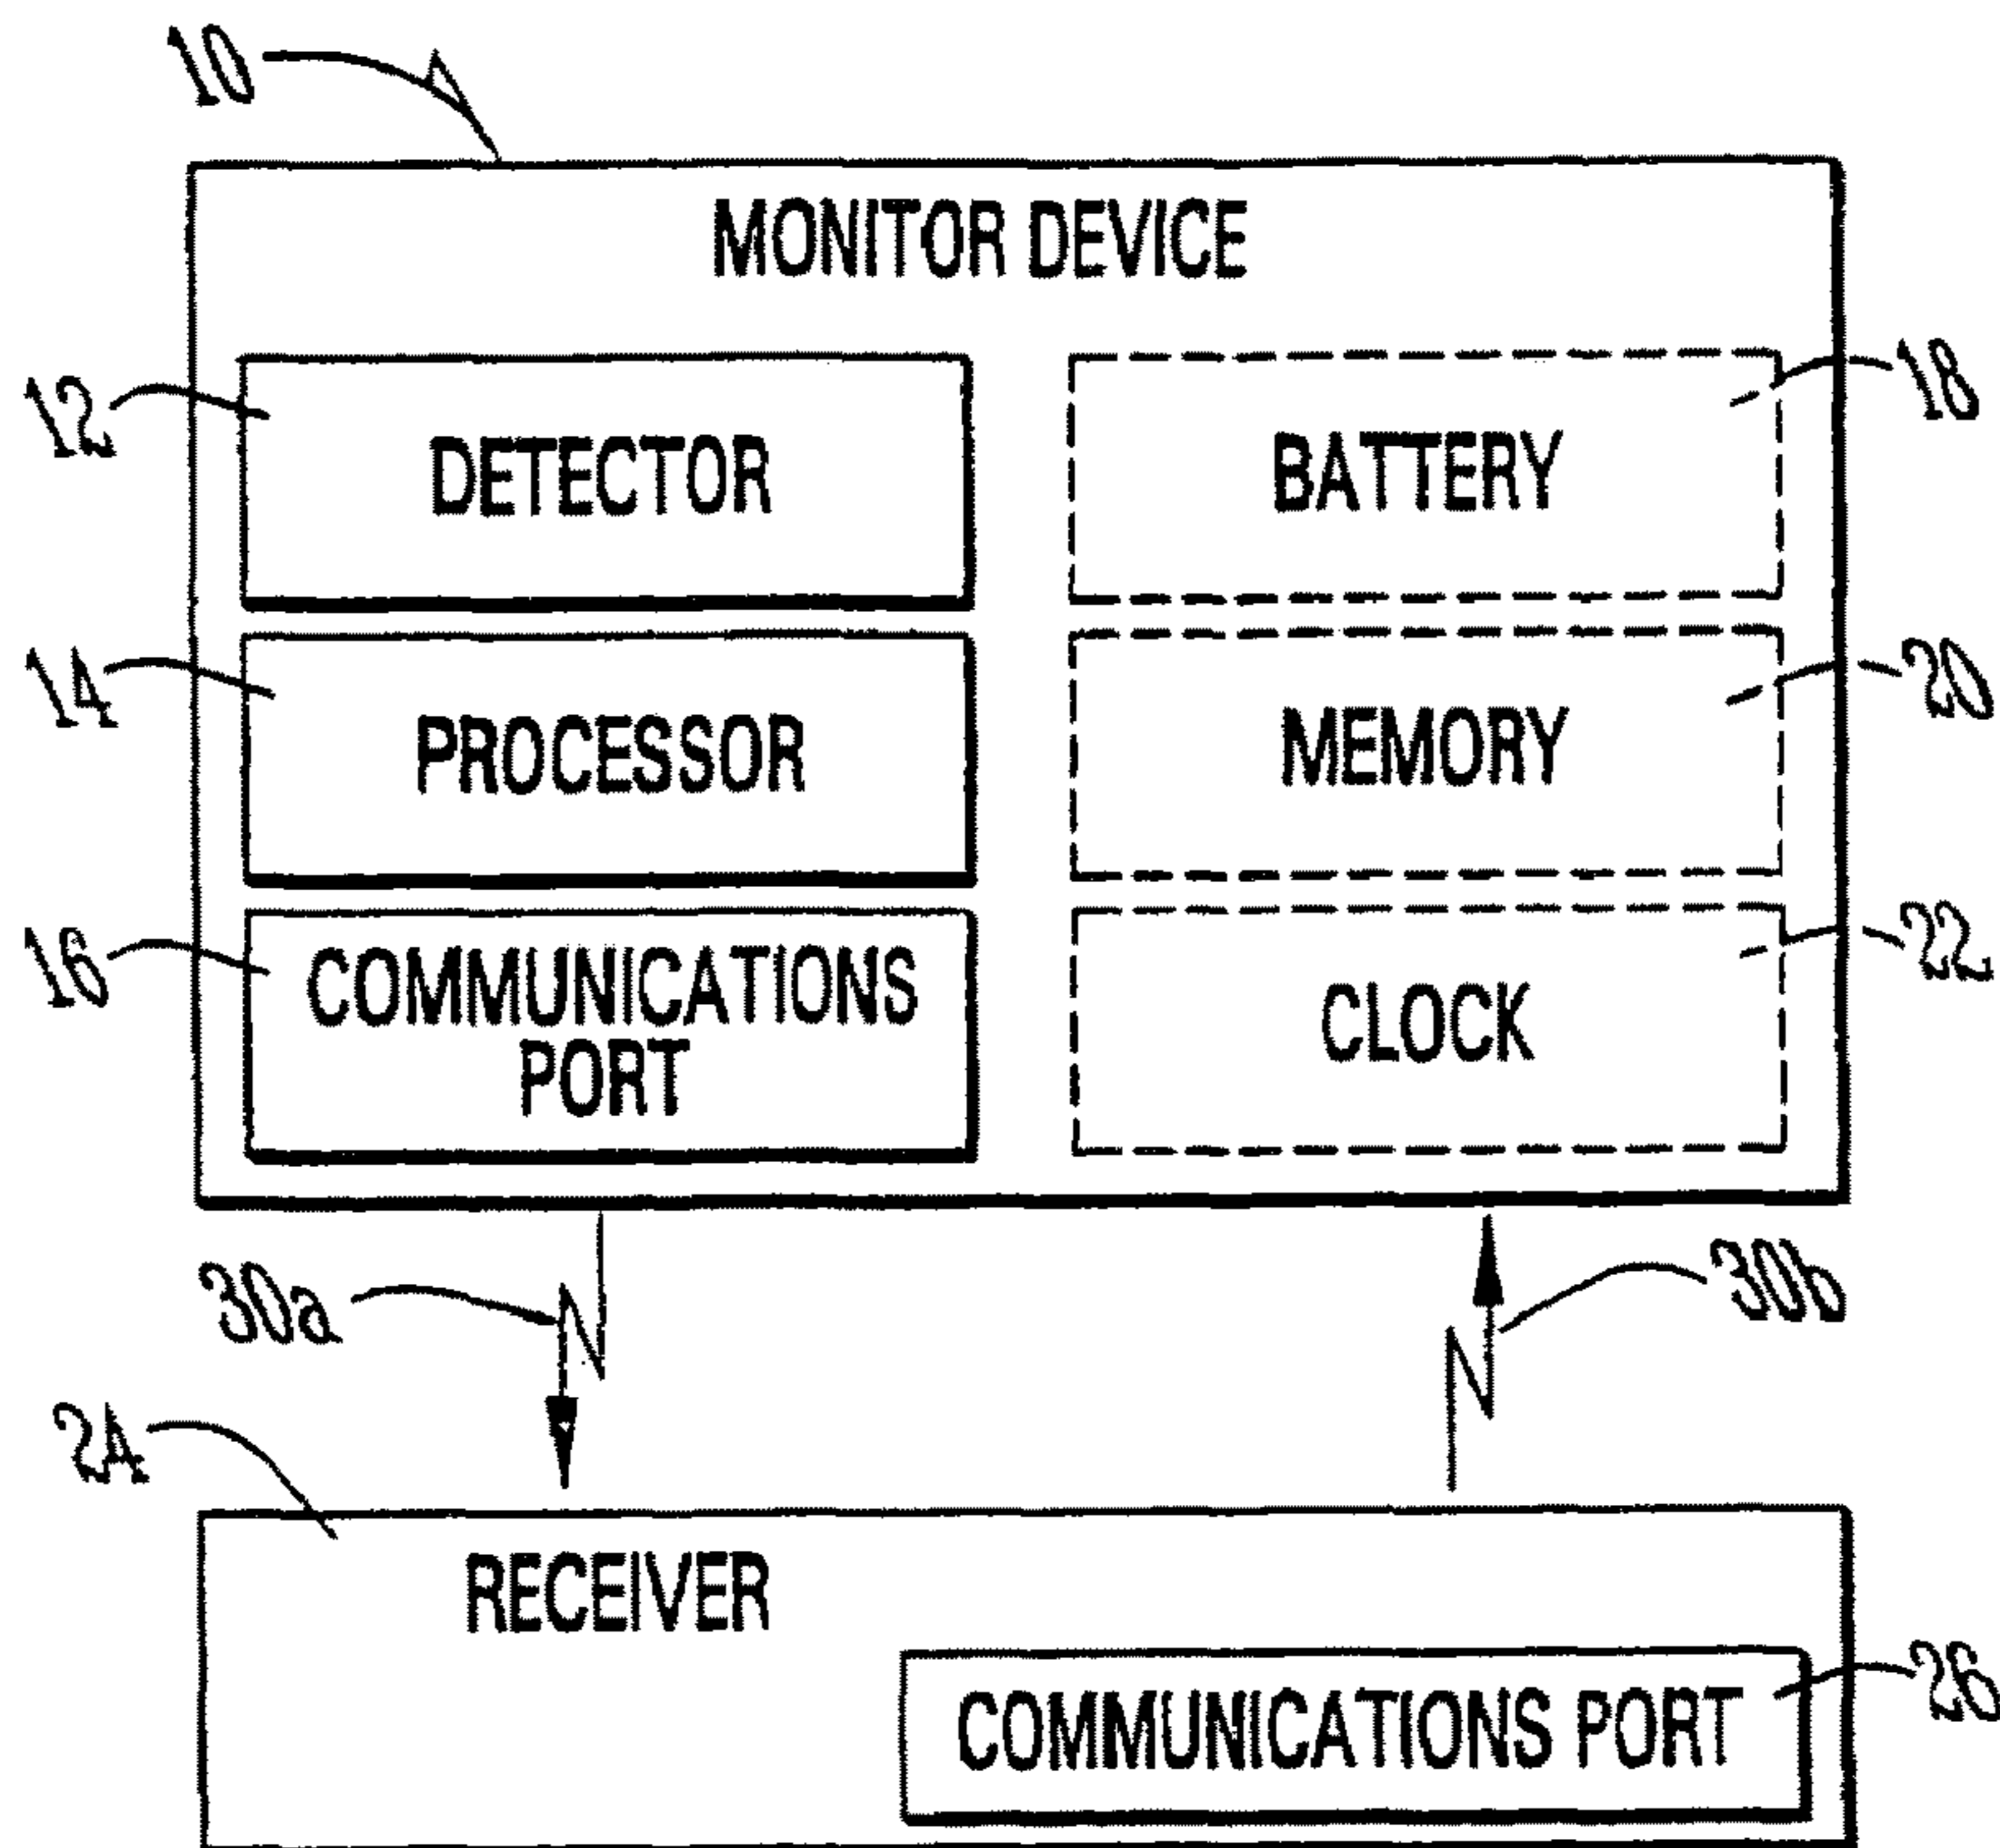 10
MONITOR DEVICE
12
DETECTOR
BATTERY
18
14
PROCESSOR
MEMORY
20
16
COMMUNICATIONS
PORT
CLOCK
22
30a
30b
24
RECEIVER
COMMUNICATIONS PORT
26